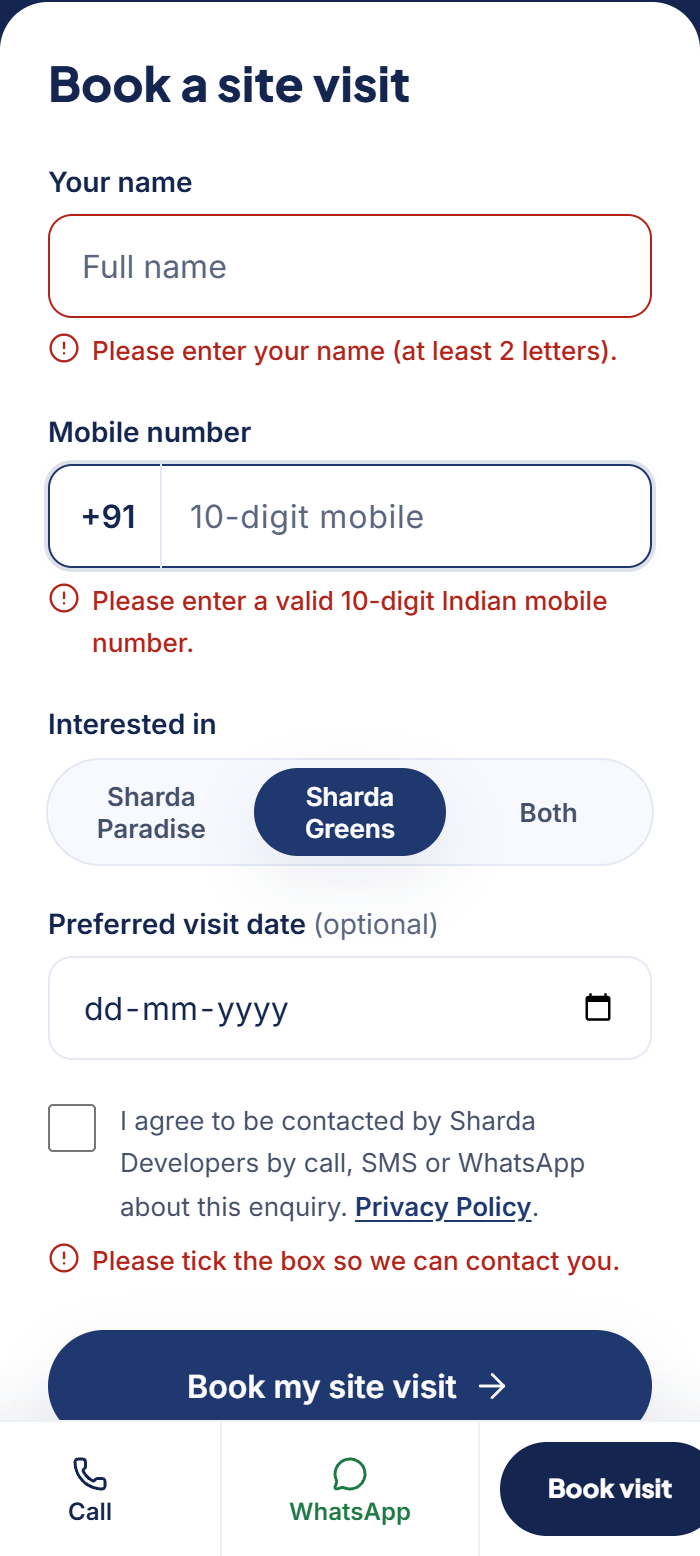 Book a site visit
Your name
Full name
Please enter your name (at least 2 letters).
Mobile number
+91 10-digit mobile
Please enter a valid 10-digit Indian mobile
number.
Interested in
Sharda
Paradise
Sharda
Greens
Both
Preferred visit date (optional)
dd-mm-yyyy
I agree to be contacted by Sharda
Developers by call, SMS or WhatsApp
about this enquiry. Privacy Policy.
Please tick the box so we can contact you.
Book my site visit
Call
WhatsApp
Book visit